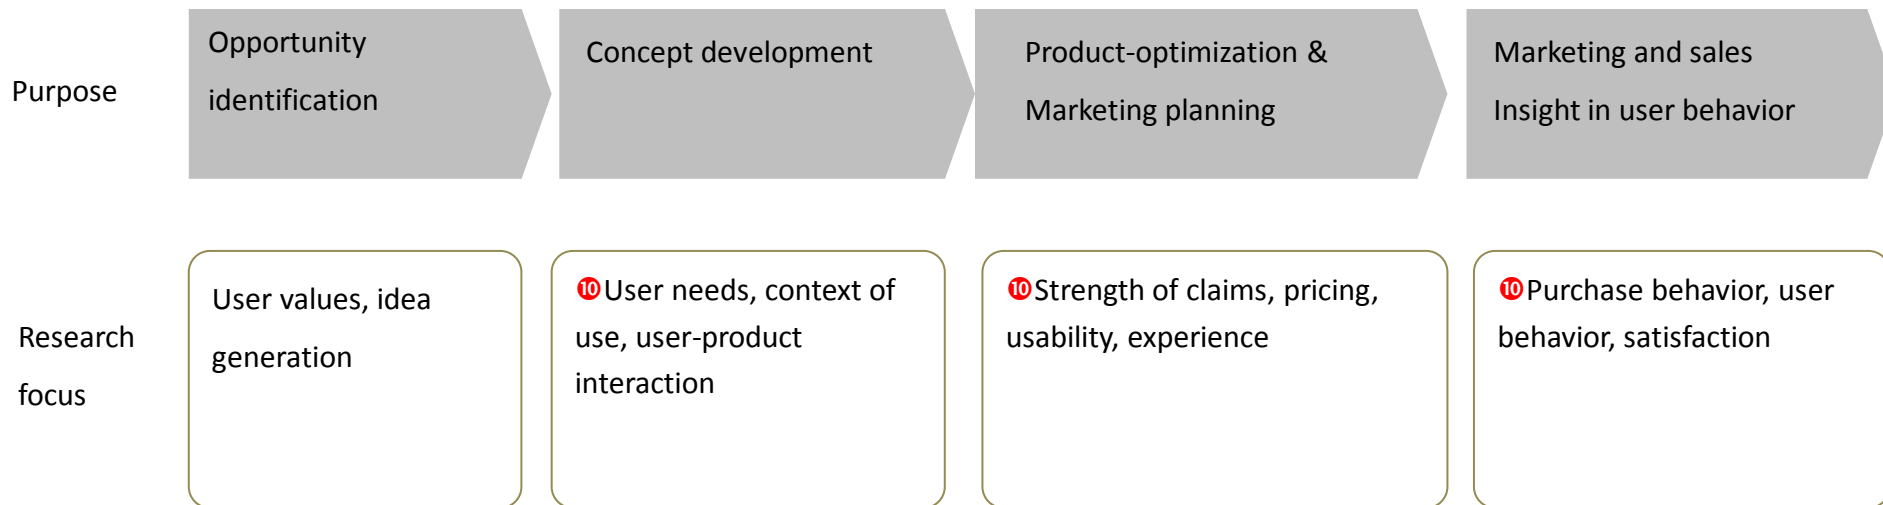 Purpose
Opportunity
identification
Concept development
Product-optimization &
Marketing planning
Marketing and sales
Insight in user behavior
Research
focus
User values, idea
generation
❿User needs, context of
use, user-product
interaction
❿Strength of claims, pricing,
usability, experience
❿Purchase behavior, user
behavior, satisfaction